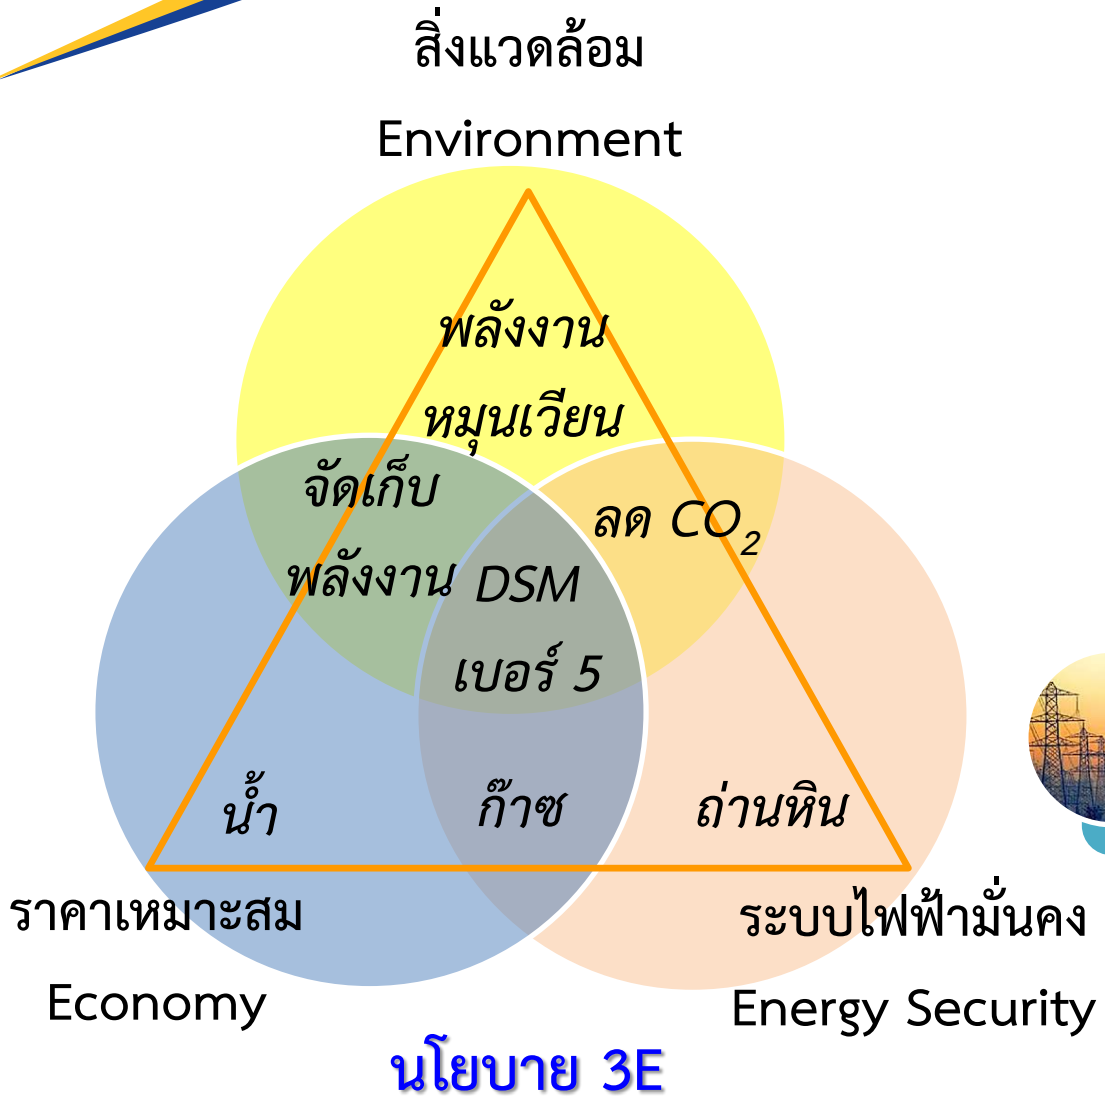 สิ่งแวดล้อม
Environment
พลังงาน
หมุนเวียน
จัดเก็บ
พลังงาน
ลด CO₂
DSM
เบอร์ 5
น้ำ
ก๊าซ
ถ่านหิน
ราคาเหมาะสม
Economy
ระบบไฟฟ้ามั่นคง
Energy Security
นโยบาย 3E